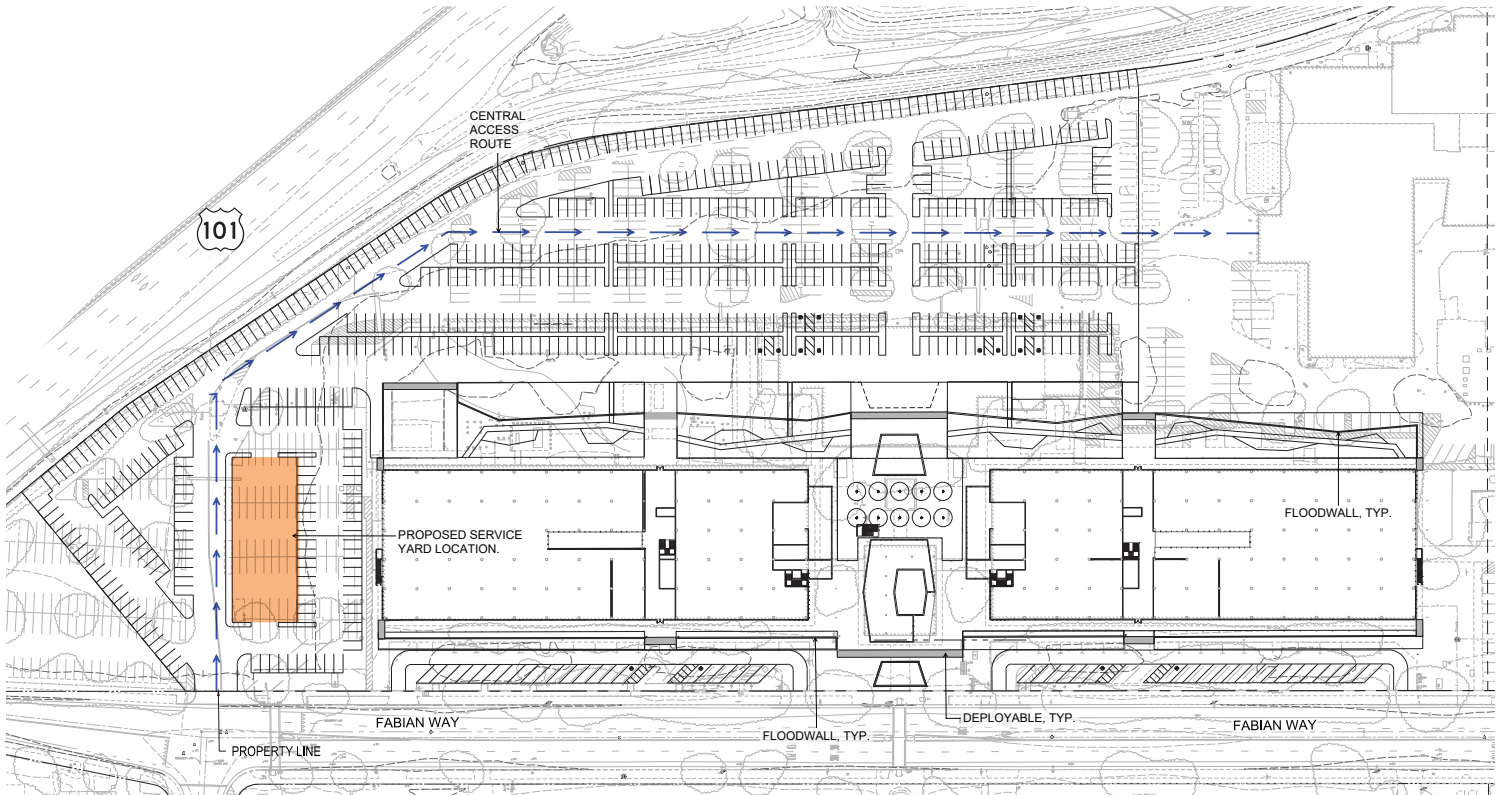 CENTRAL
ACCESS
ROUTE
101
FLOODWALL, TYP.
PROPOSED SERVICE
YARD LOCATION.
DEPLOYABLE, TYP.
FABIAN WAY
FABIAN WAY
FLOODWALL, TYP.
PROPERTY LINE